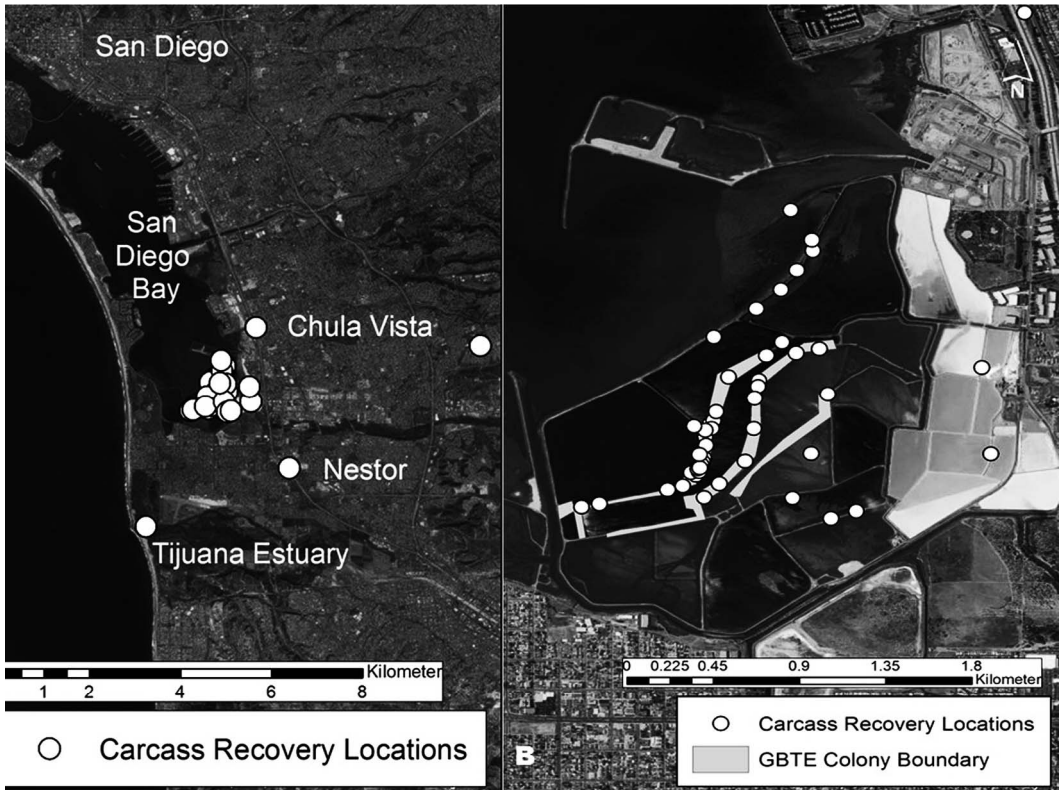 San Diego
San
Diego
Bay
Chula Vista
Nestor
Tijuana Estuary
Kilometer
1 2 4 6 8
Carcass Recovery Locations
N
0 0.225 0.45 0.9 1.35 1.8
Kilometer
B
Carcass Recovery Locations
GBTE Colony Boundary